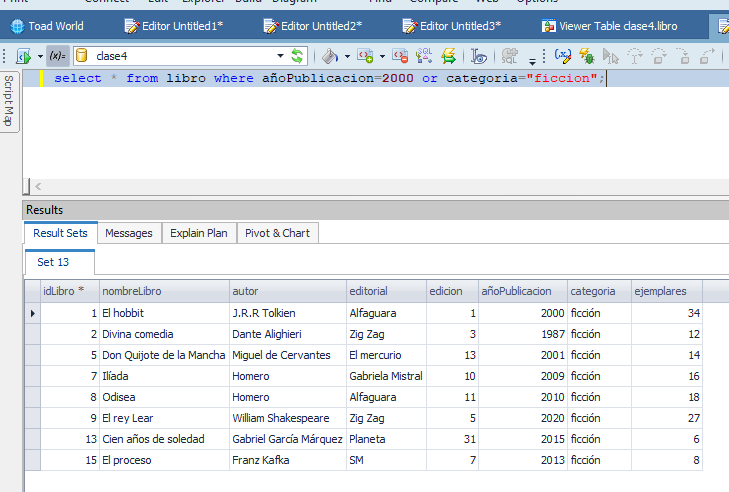 Toad World Editor Untitled1* Editor Untitled2* Editor Untitled3* Viewer Table clase4.libro
(x)= clase4 SQL
Script Map
select * from libro where añoPublicacion=2000 or categoria="ficcion";
Results
Result Sets Messages Explain Plan Pivot & Chart
Set 13
idLibro * nombreLibro autor editorial edicion añoPublicacion categoria ejemplares
1 El hobbit J.R.R Tolkien Alfaguara 1 2000 ficción 34
2 Divina comedia Dante Alighieri Zig Zag 3 1987 ficción 12
5 Don Quijote de la Mancha Miguel de Cervantes El mercurio 13 2001 ficción 14
7 Ilíada Homero Gabriela Mistral 10 2009 ficción 16
8 Odisea Homero Alfaguara 11 2010 ficción 18
9 El rey Lear William Shakespeare Zig Zag 5 2020 ficción 27
13 Cien años de soledad Gabriel García Márquez Planeta 31 2015 ficción 6
15 El proceso Franz Kafka SM 7 2013 ficción 8